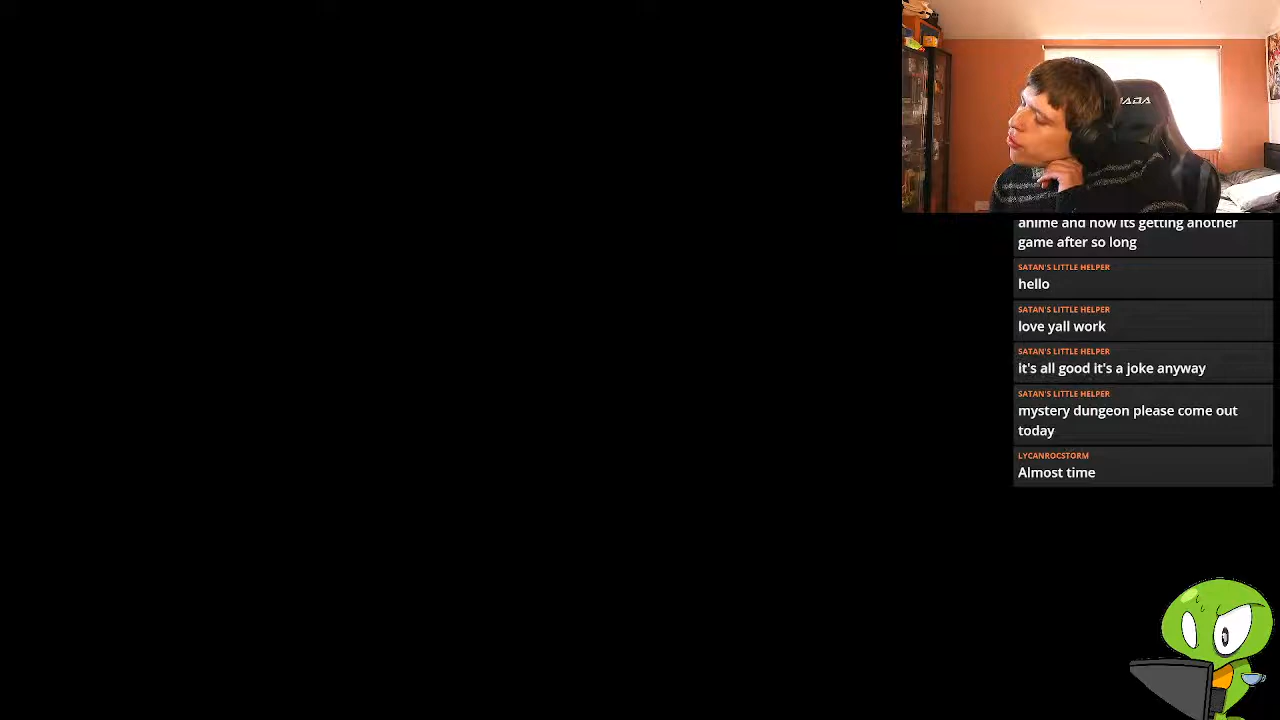 anime and now its getting another
game after so long
SATAN'S LITTLE HELPER
hello
SATAN'S LITTLE HELPER
love yall work
SATAN'S LITTLE HELPER
it's all good it's a joke anyway
SATAN'S LITTLE HELPER
mystery dungeon please come out
today
LYCANROCSTORM
Almost time